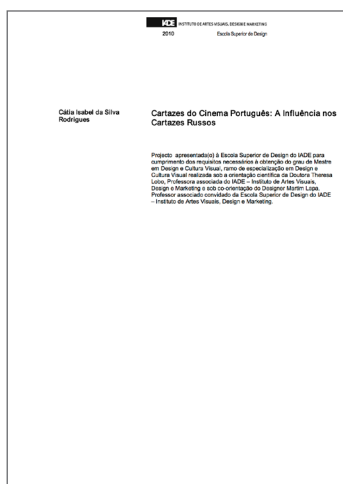 IADE INSTITUTO DE ARTES VISUAIS, DESIGN E MARKETING
2010 Escola Superior de Design
Cátia Isabel da Silva
Rodrigues
Cartazes do Cinema Português: A Influência nos
Cartazes Russos
Projecto apresentada(o) à Escola Superior de Design do IADE para
cumprimento dos requisitos necessários à obtenção do grau de Mestre
em Design e Cultura Visual, ramo de especialização em Design e
Cultura Visual realizada sob a orientação científica da Doutora Theresa
Lobo, Professora associada do IADE – Instituto de Artes Visuais,
Design e Marketing e sob co-orientação do Designer Martim Lapa,
Professor associado convidado da Escola Superior de Design do IADE
– Instituto de Artes Visuais, Design e Marketing.